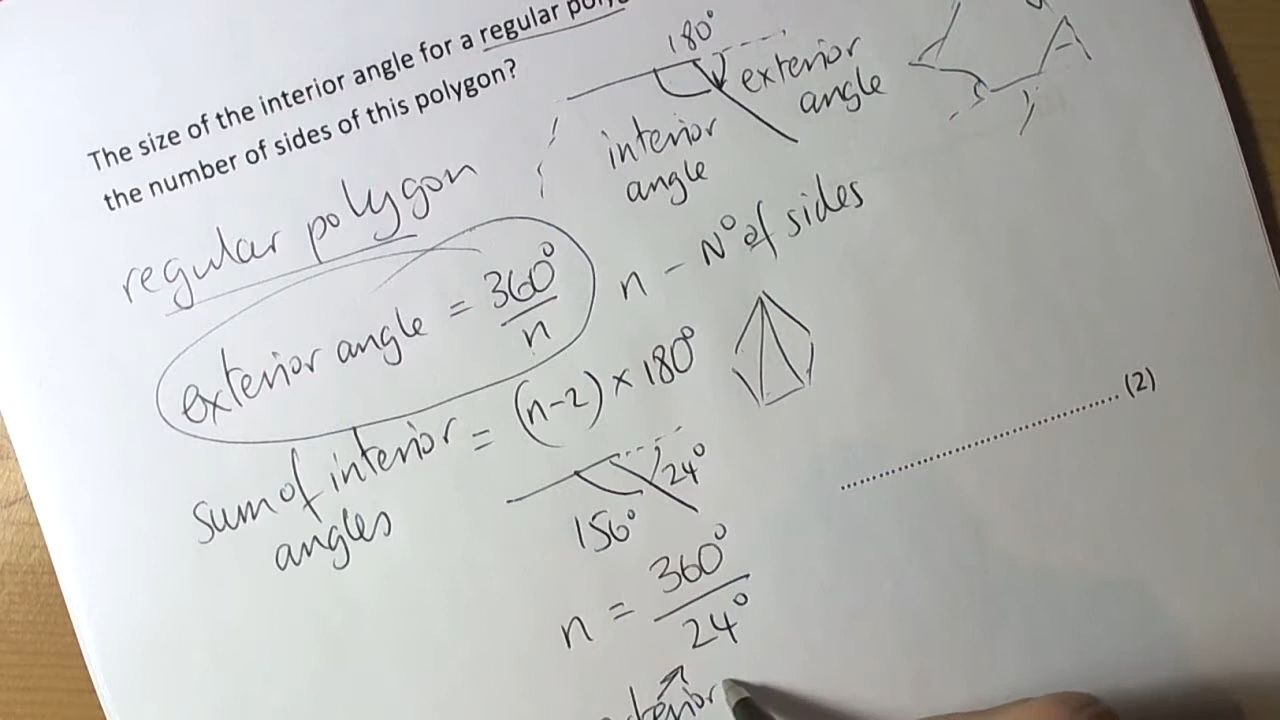 The size of the interior angle for a regular
the number of sides of this polygon?
180°
exterior
angle
interior
angle
regular polygon
exterior angle = 360° / n
n - N° of sides
sum of interior = (n-2) × 180°
angles
24°
156°
(2)
n = 360° / 24°